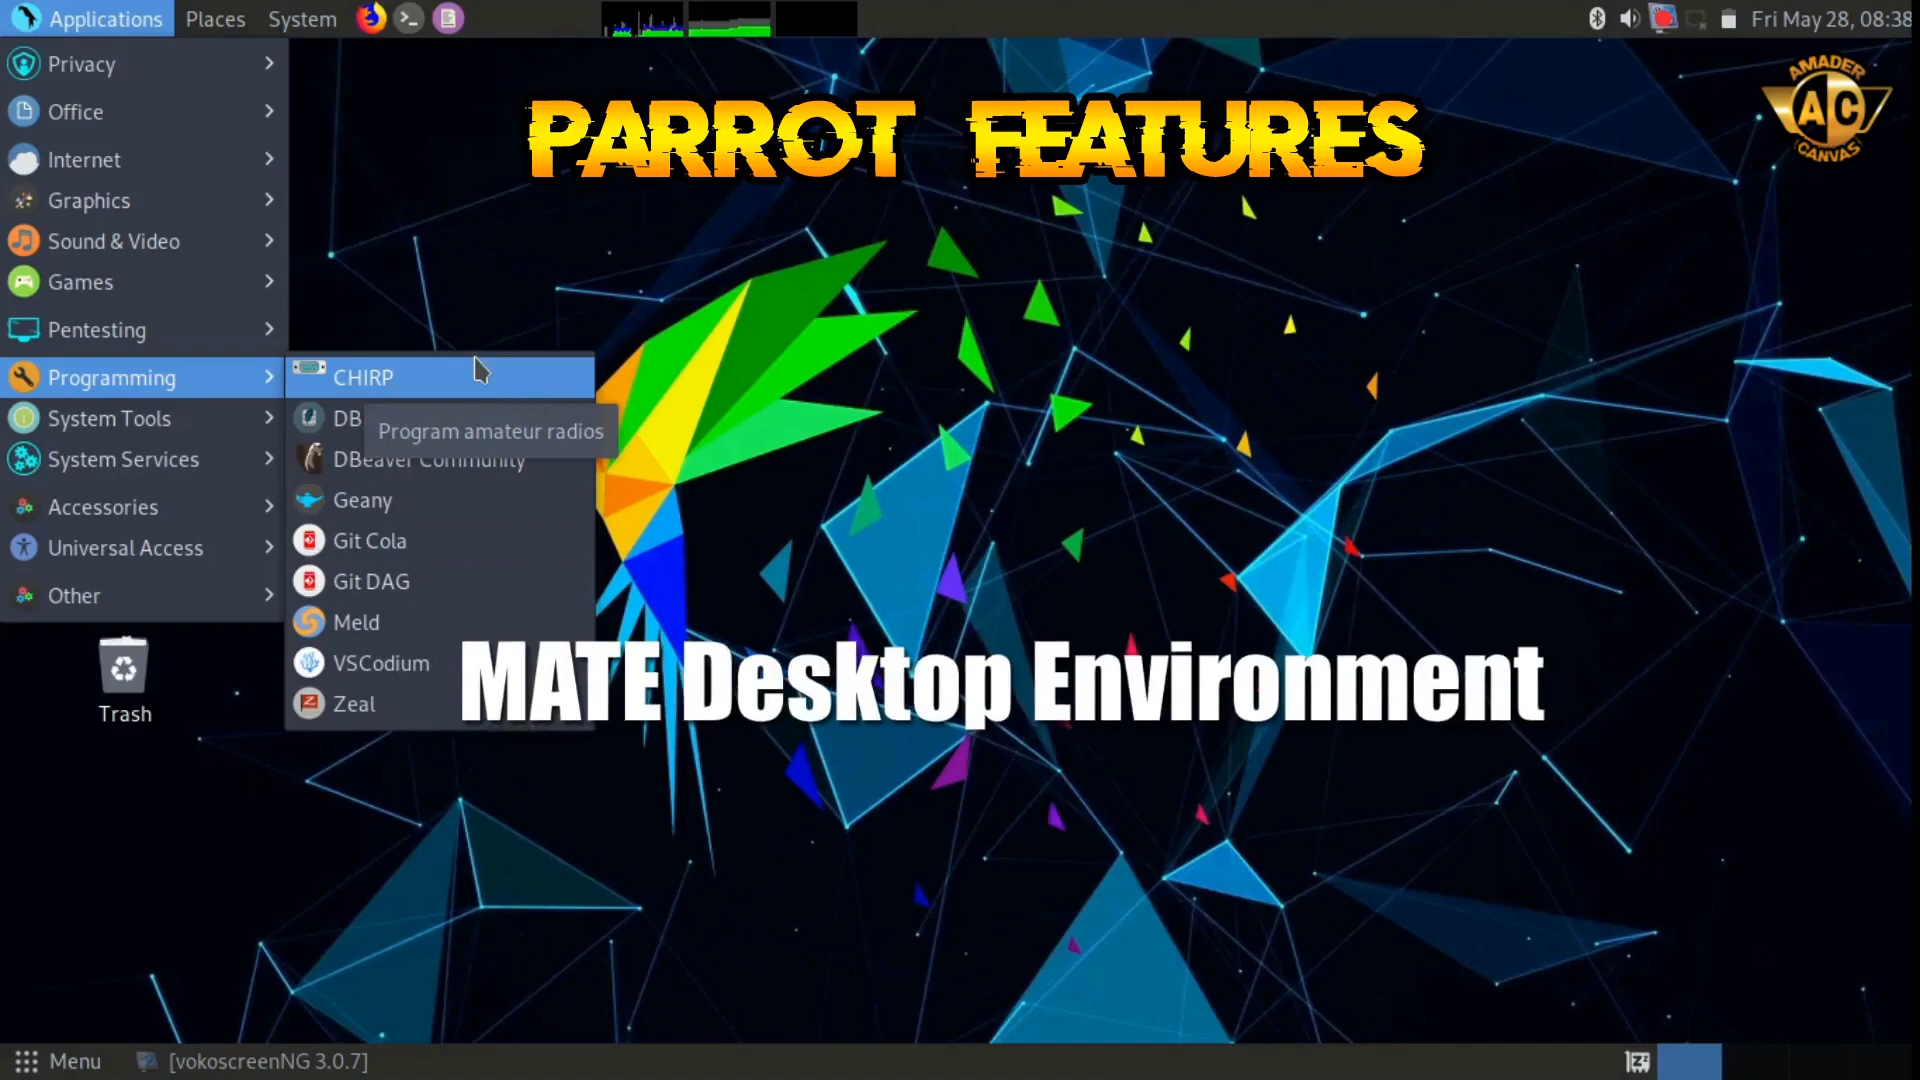 Applications Places System
Fri May 28, 08:38
Privacy
Office
Internet
Graphics
Sound & Video
Games
Pentesting
Programming
System Tools
System Services
Accessories
Universal Access
Other
CHIRP
DB
Program amateur radios
DBeaver Community
Geany
Git Cola
Git DAG
Meld
VSCodium
Zeal
PARROT FEATURES
AMADER
AC
CANVAS
MATE Desktop Environment
Trash
Menu
[vokoscreenNG 3.0.7]